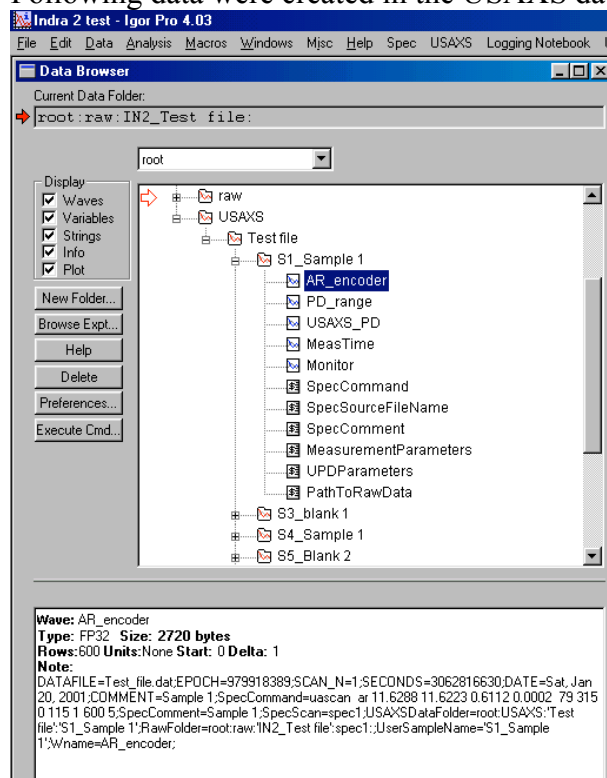 Following data were created in the USAXS da
Indra 2 test - Igor Pro 4.03
File Edit Data Analysis Macros Windows Misc Help Spec USAXS Logging Notebook
Data Browser
Current Data Folder:
root:raw:IN2_Test file:
root
Display
Waves
Variables
Strings
Info
Plot
New Folder...
Browse Expt...
Help
Delete
Preferences...
Execute Cmd...
raw
USAXS
Test file
S1_Sample 1
AR_encoder
PD_range
USAXS_PD
MeasTime
Monitor
SpecCommand
SpecSourceFileName
SpecComment
MeasurementParameters
UPDParameters
PathToRawData
S3_blank 1
S4_Sample 1
S5_Blank 2
Wave: AR_encoder
Type: FP32 Size: 2720 bytes
Rows:600 Units:None Start: 0 Delta: 1
Note:
DATAFILE=Test_file.dat;EPOCH=979918389;SCAN_N=1;SECONDS=3062816630;DATE=Sat, Jan
20, 2001;COMMENT=Sample 1;SpecCommand=uascan ar 11.6288 11.6223 0.6112 0.0002 79 315
0 115 1 600 5;SpecComment=Sample 1;SpecScan=spec1;USAXSDataFolder=root:USAXS:'Test
file':'S1_Sample 1';RawFolder=root:raw:'IN2_Test file':spec1:;UserSampleName='S1_Sample
1';Wname=AR_encoder;